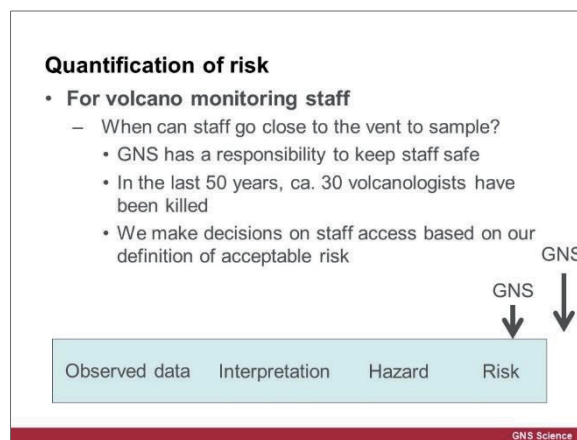 Quantification of risk
• For volcano monitoring staff
– When can staff go close to the vent to sample?
• GNS has a responsibility to keep staff safe
• In the last 50 years, ca. 30 volcanologists have
been killed
• We make decisions on staff access based on our
definition of acceptable risk
GNS
GNS
Observed data Interpretation Hazard Risk
GNS Science